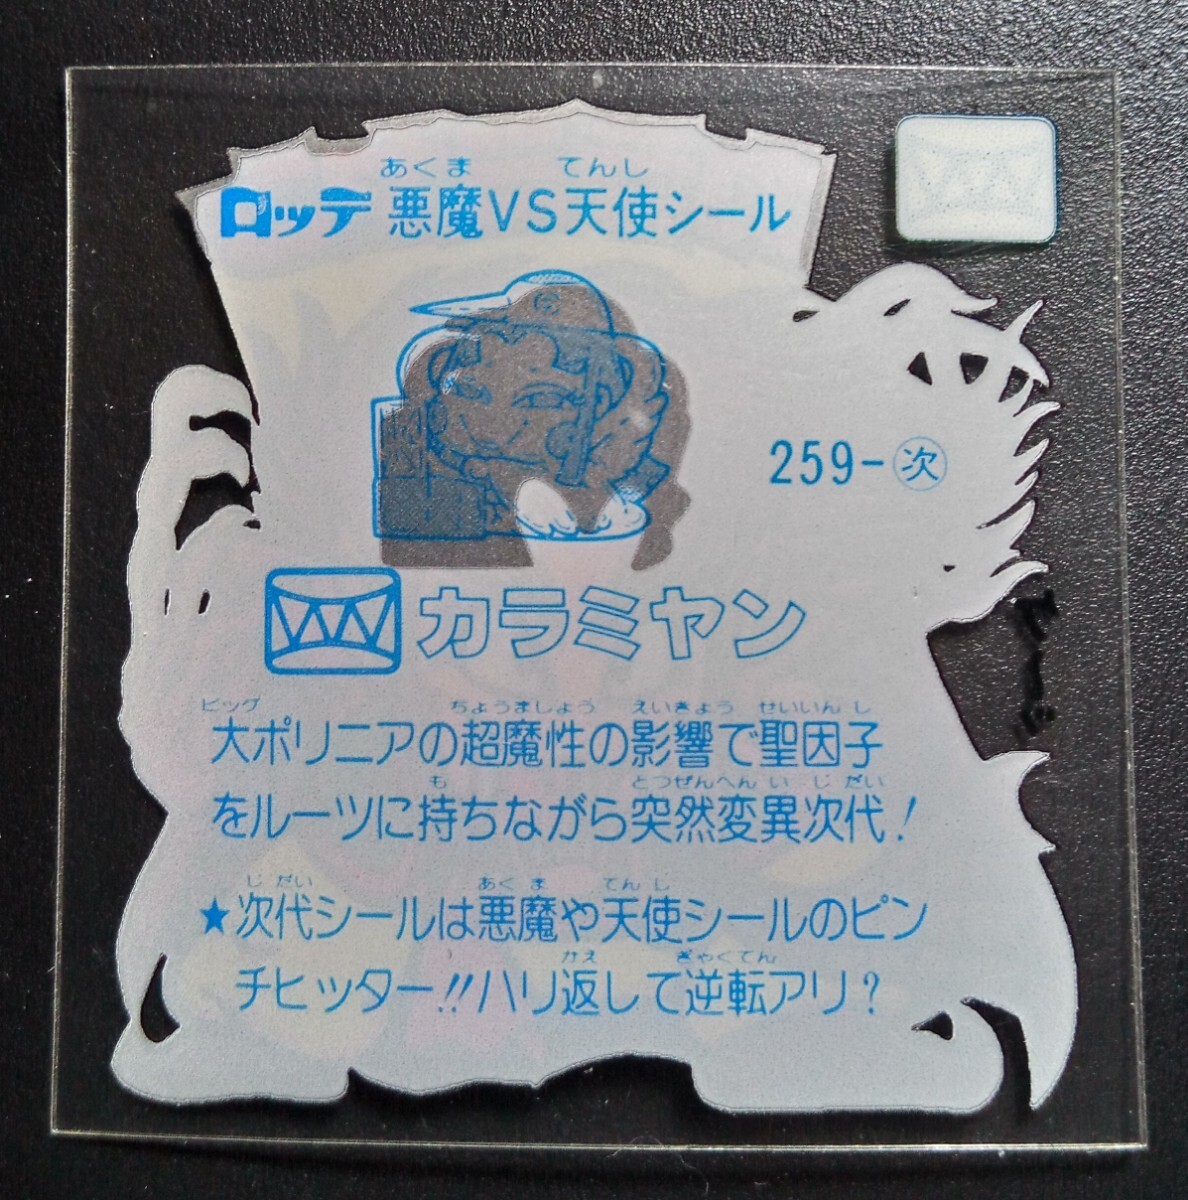 あくま てんし
ロッテ 悪魔VS天使シール
259-次
カラミヤン
ビッグ ちょうましょう えいきょう せいいんし
大ポリニアの超魔性の影響で聖因子
も とつぜんへんいじだい
をルーツに持ちながら突然変異次代!
じだい あくま てんし
★次代シールは悪魔や天使シールのピン
かえ ぎゃくてん
チヒッター!!ハリ返して逆転アリ?